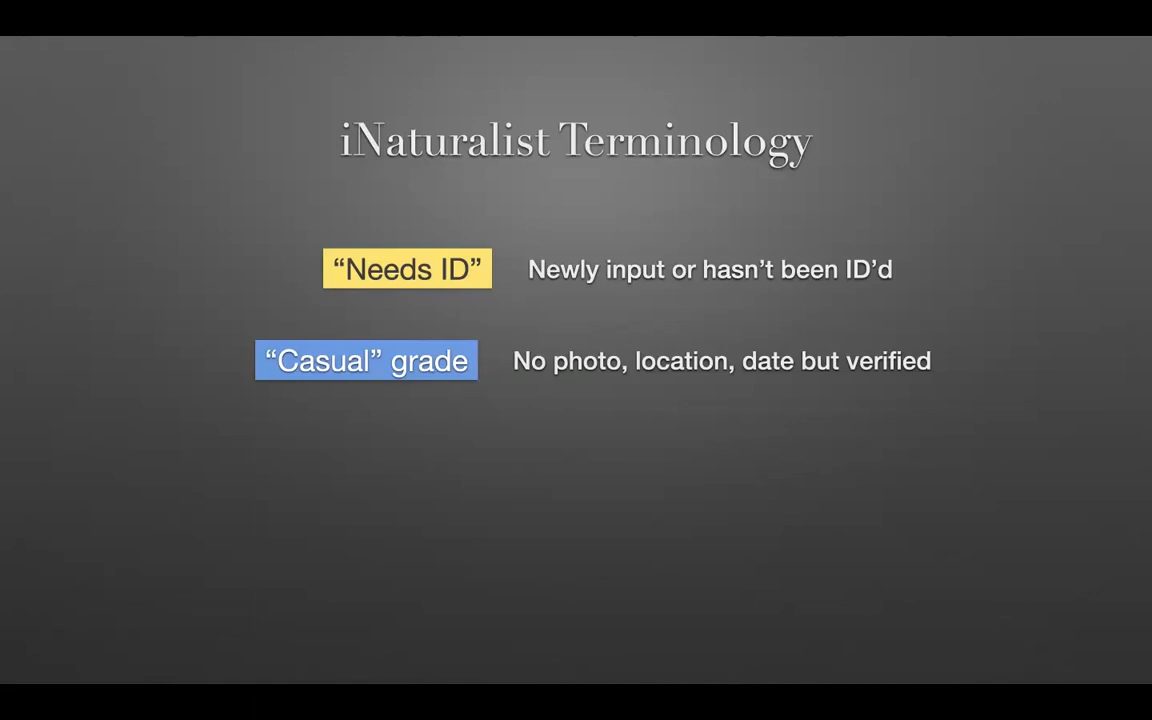 iNaturalist Terminology
“Needs ID” Newly input or hasn’t been ID’d
“Casual” grade No photo, location, date but verified